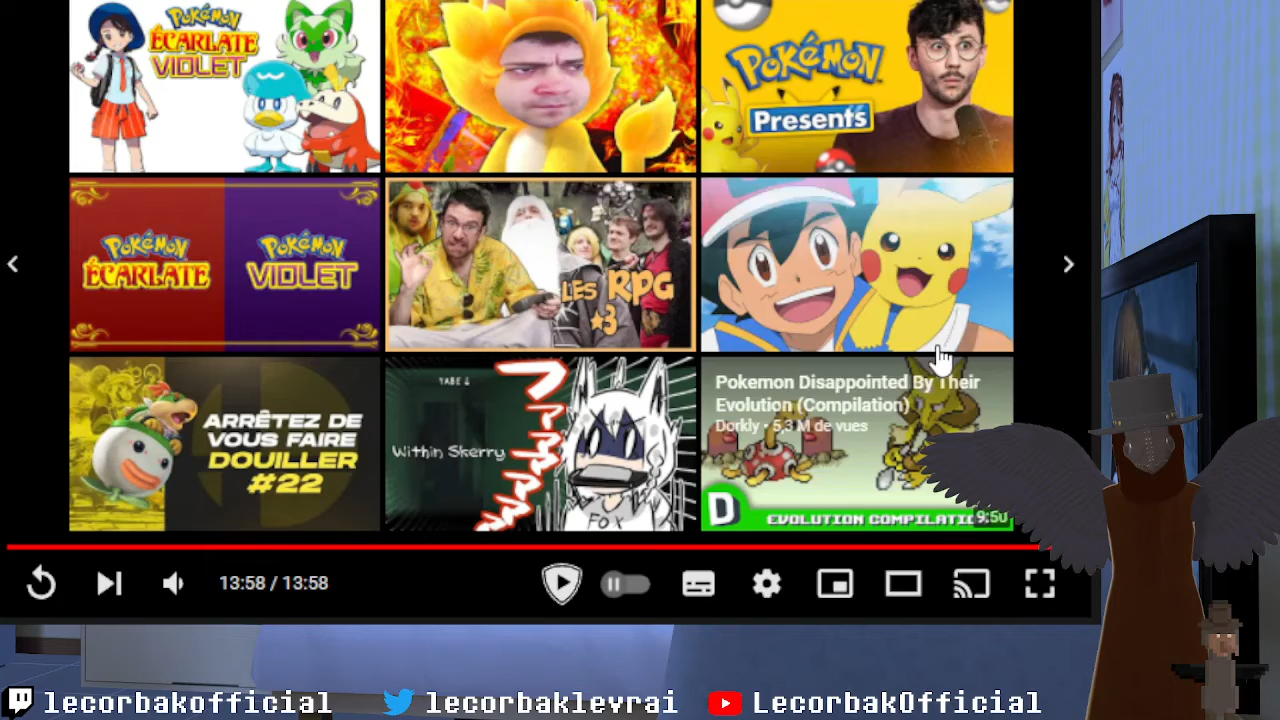 POKéMON
ÉCARLATE
VIOLET
POKéMON
Presents
POKéMON
ÉCARLATE
POKéMON
VIOLET
LES RPG
*3
ARRÊTEZ DE
VOUS FAIRE
DOUILLER
#22
Within Skerry
FOX
Pokemon Disappointed By Their
Evolution (Compilation)
Dorkly • 5,3 M de vues
D
9:50
13:58 / 13:58
lecorbakofficial
lecorbaklevrai
LecorbakOfficial